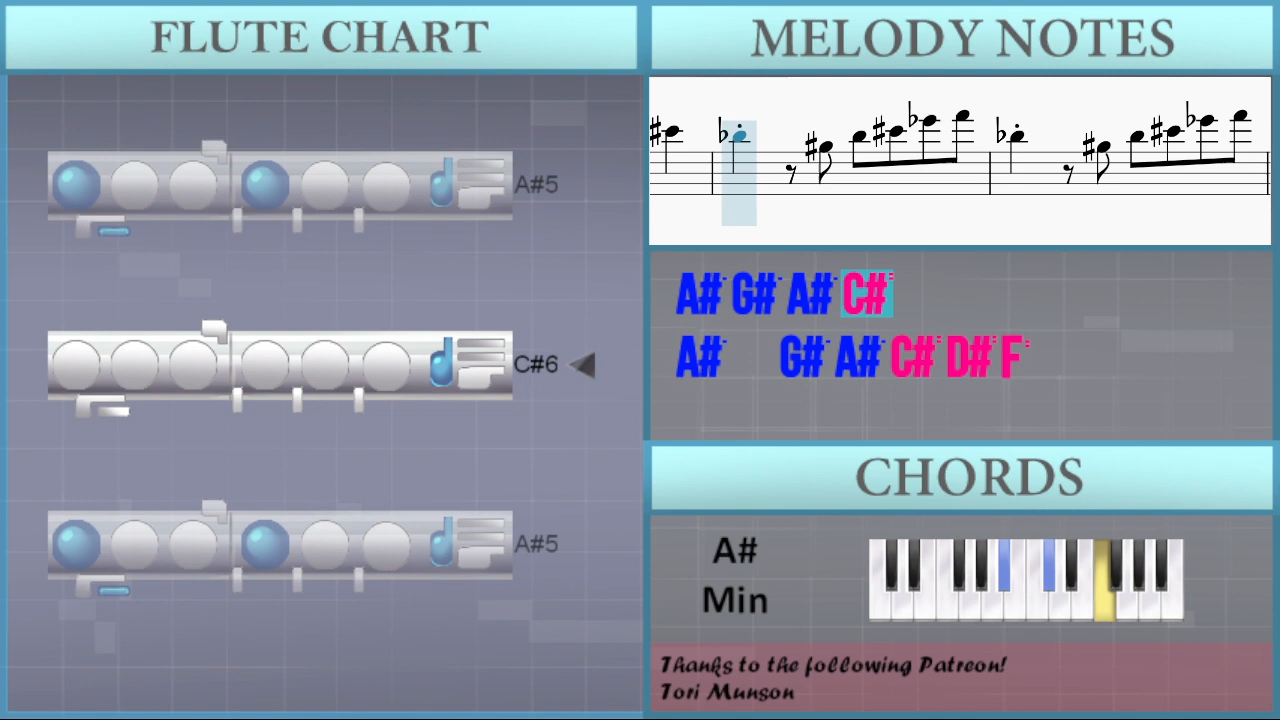 FLUTE CHART
A#5
C#6
A#5
MELODY NOTES
A#· G#· A#· C#:
A#· G#· A#· C#: D#: F:
CHORDS
A#
Min
Thanks to the following Patreon!
Tori Munson